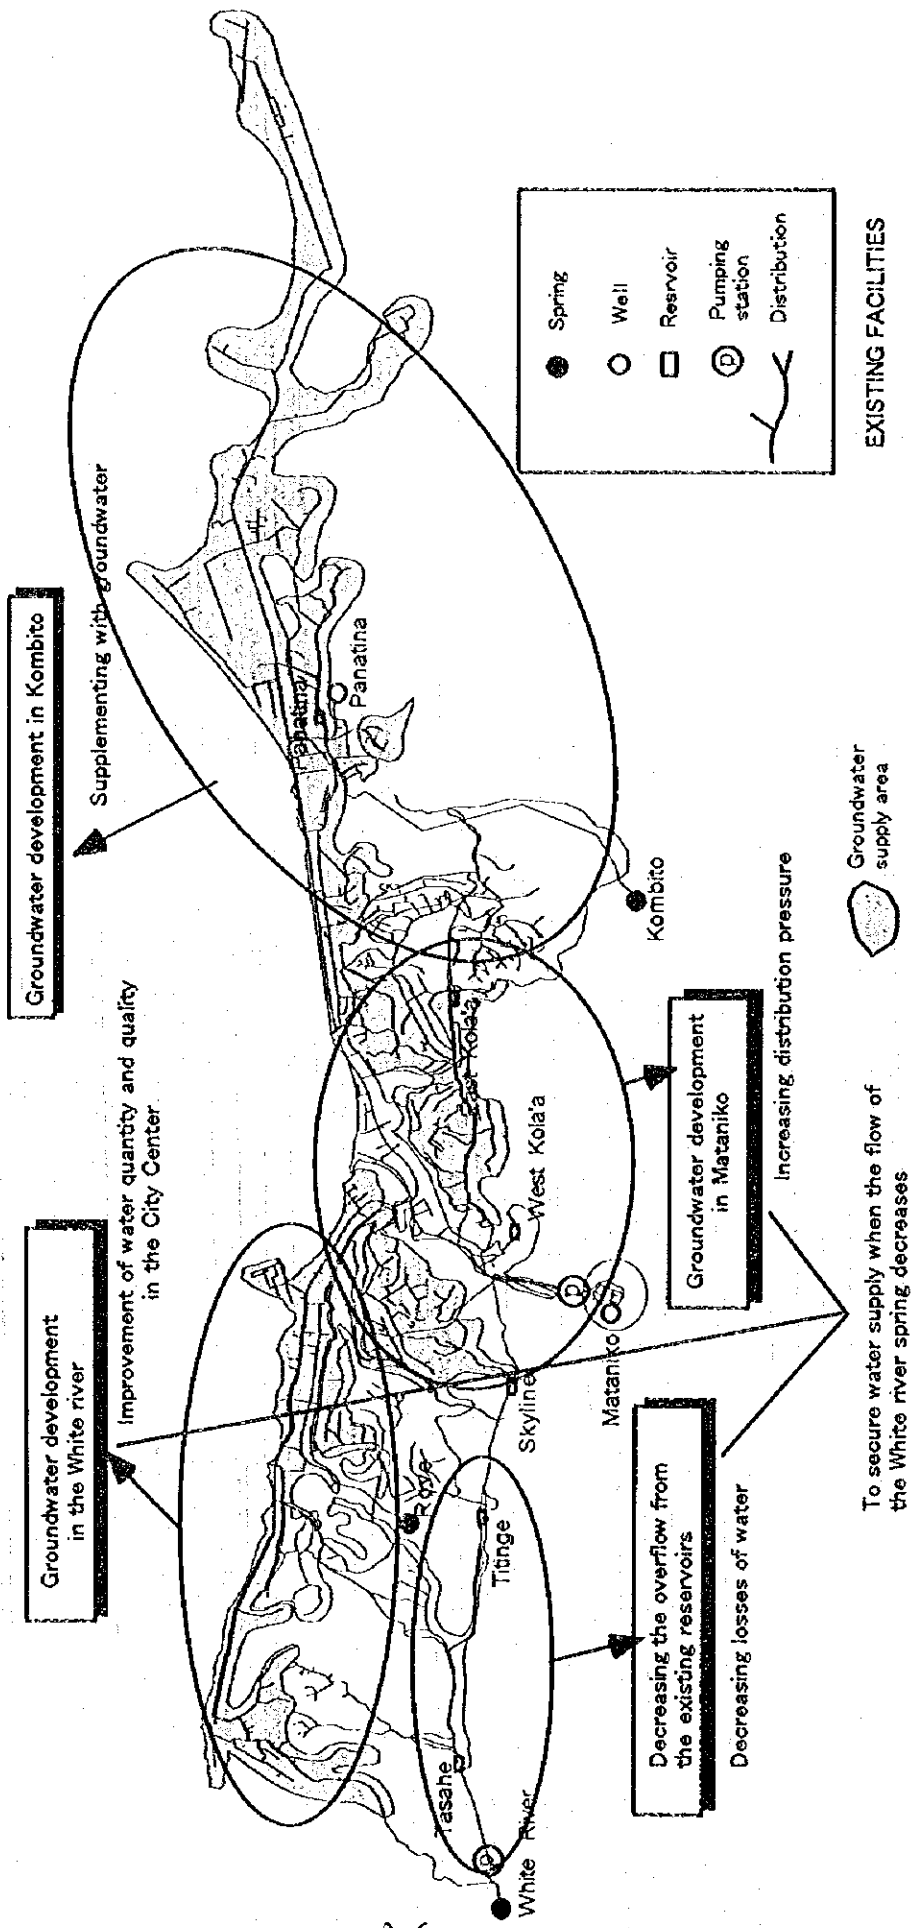 Groundwater development in Kombito
Supplementing with groundwater
Groundwater development
in the White river
Improvement of water quantity and quality
in the City Center
Panatina
Panatina
Kombito
East Kola'a
West Kola'a
Skyline
Mataniko
P
Rove
Titinge
Tasahe
P
White River
Groundwater development
in Mataniko
Increasing distribution pressure
Decreasing the overflow from
the existing reservoirs
Decreasing losses of water
To secure water supply when the flow of
the White river spring decreases
Groundwater
supply area
Spring
Well
Resrvoir
P
Pumping
station
Distribution
EXISTING FACILITIES